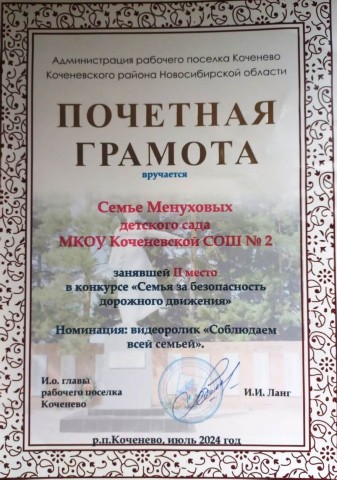 Администрация рабочего поселка Коченево
Коченевского района Новосибирской области
ПОЧЕТНАЯ
ГРАМОТА
вручается
Семье Менуховых
детского сада
МКОУ Коченевской СОШ № 2
занявшей II место
в конкурсе «Семья за безопасность
дорожного движения»
Номинация: видеоролик «Соблюдаем
всей семьей».
И.о. главы
рабочего поселка
Коченево
И.И. Ланг
р.п.Коченево, июль 2024 год